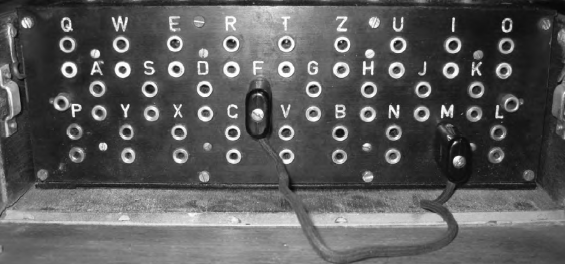 Q W E R T Z U I O
A S D F G H J K
P Y X C V B N M L